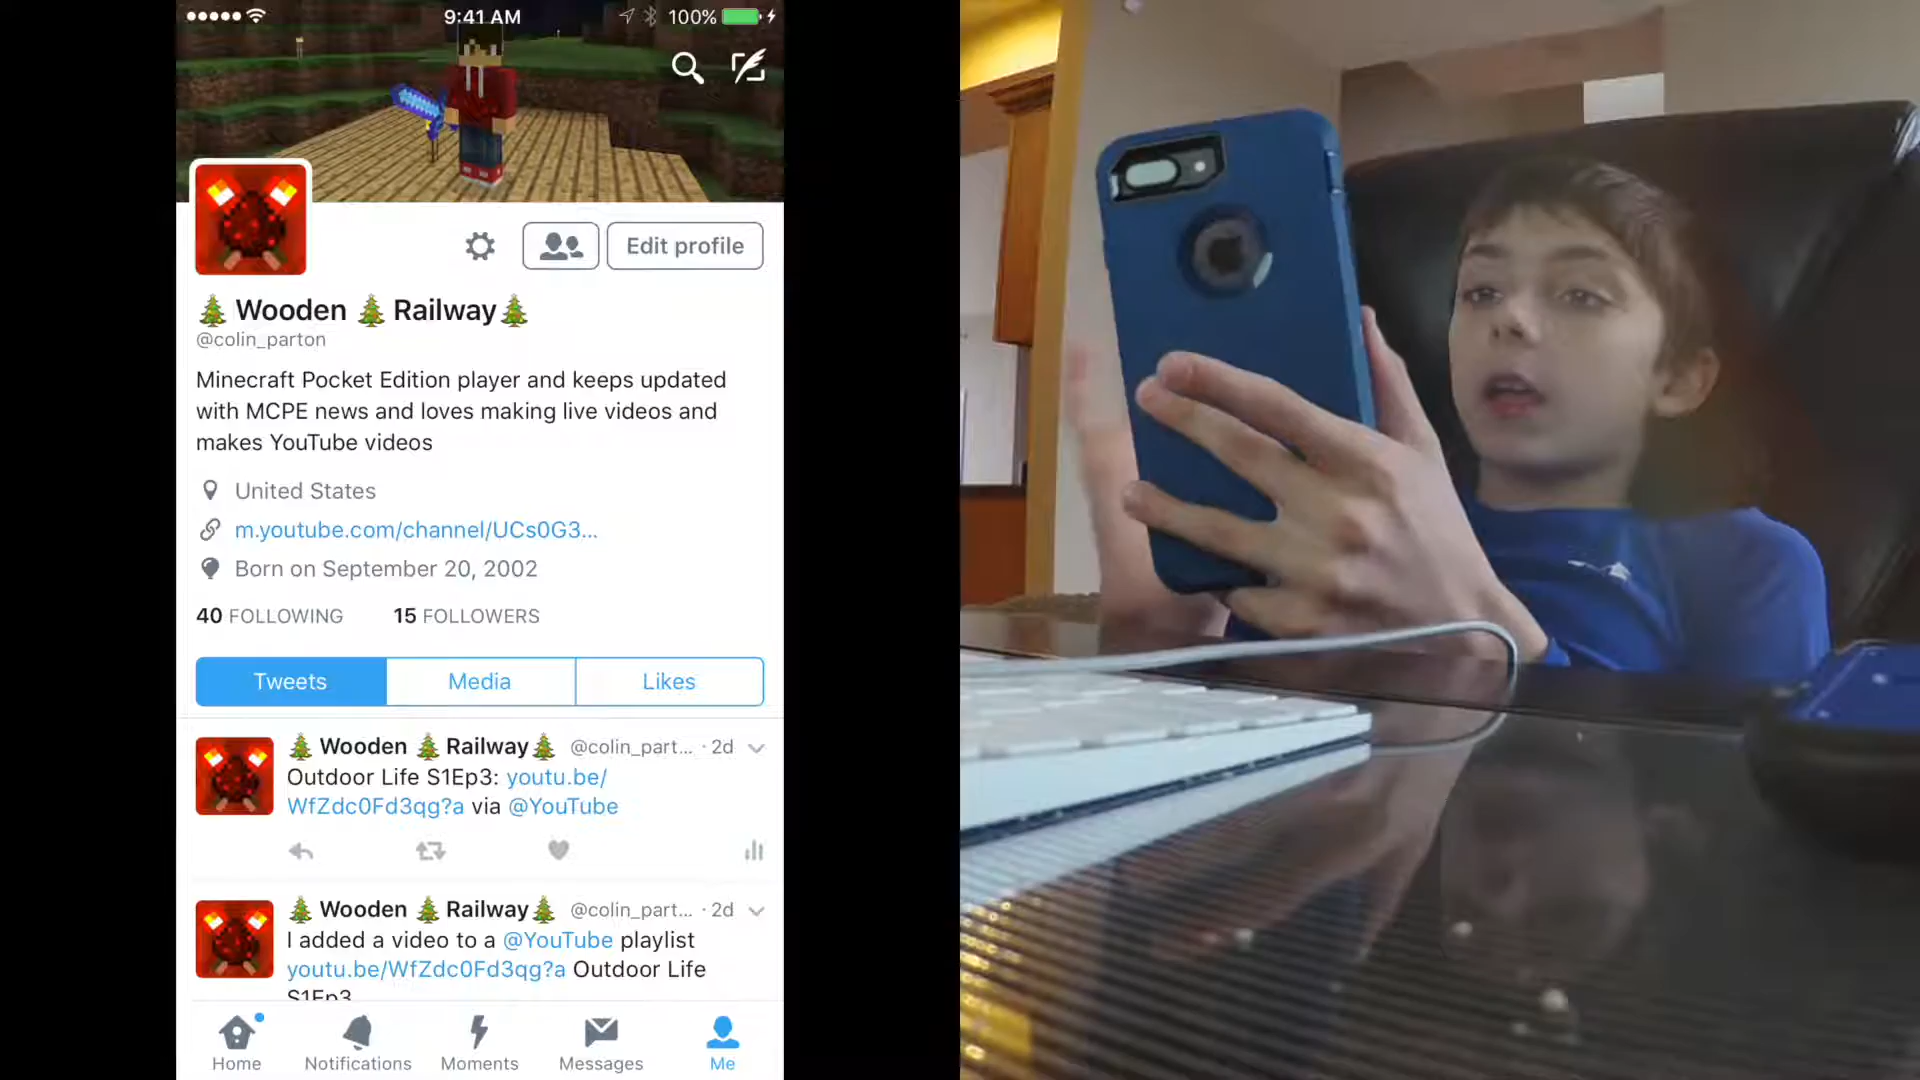 9:41 AM
100%
Edit profile
🎄 Wooden 🎄 Railway🎄
@colin_parton
Minecraft Pocket Edition player and keeps updated
with MCPE news and loves making live videos and
makes YouTube videos
United States
m.youtube.com/channel/UCs0G3...
Born on September 20, 2002
40 FOLLOWING 15 FOLLOWERS
Tweets Media Likes
🎄 Wooden 🎄 Railway🎄 @colin_part... · 2d
Outdoor Life S1Ep3: youtu.be/
WfZdc0Fd3qg?a via @YouTube
🎄 Wooden 🎄 Railway🎄 @colin_part... · 2d
I added a video to a @YouTube playlist
youtu.be/WfZdc0Fd3qg?a Outdoor Life
S1Ep3
Home Notifications Moments Messages Me